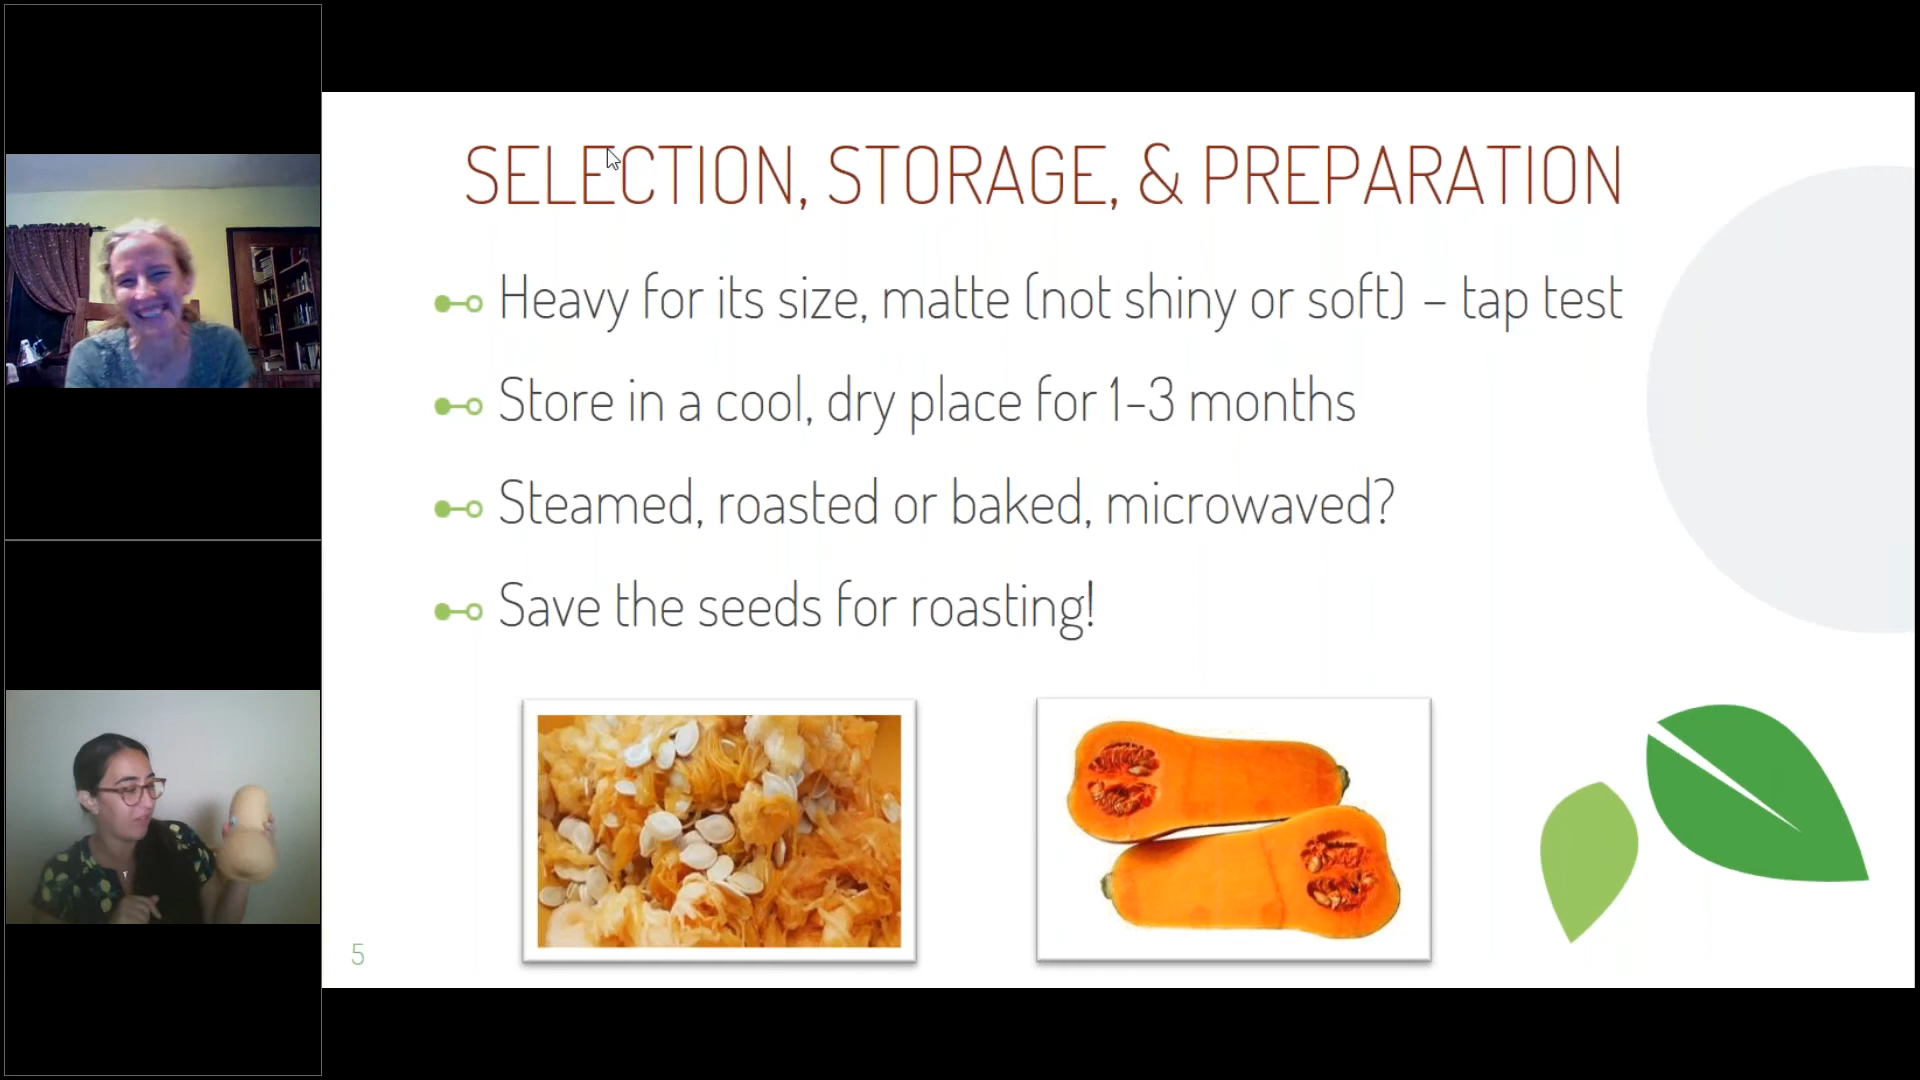 SELECTION, STORAGE, & PREPARATION
Heavy for its size, matte (not shiny or soft) – tap test
Store in a cool, dry place for 1-3 months
Steamed, roasted or baked, microwaved?
Save the seeds for roasting!
5